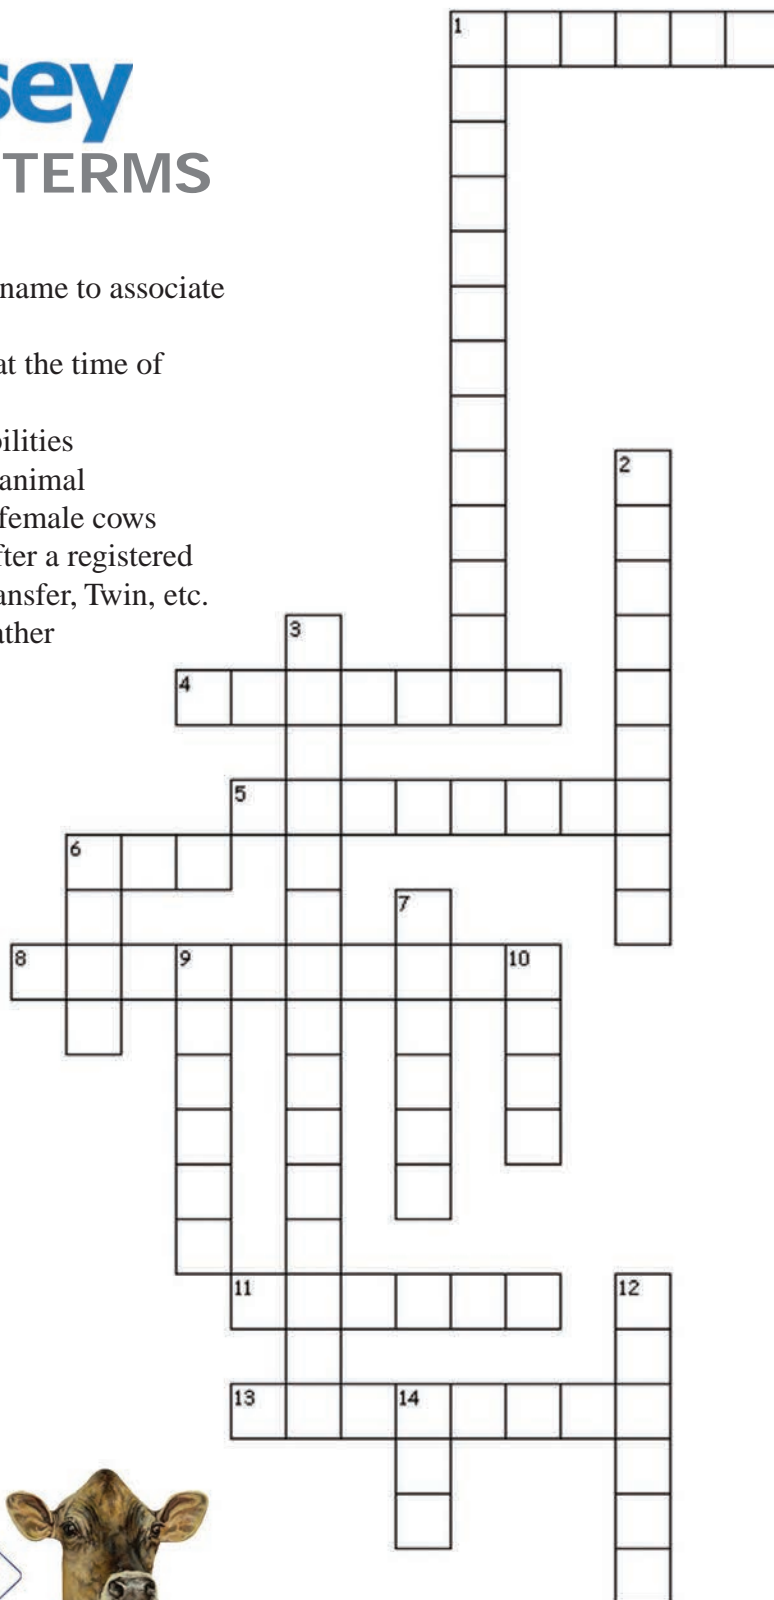 sey
TERMS
name to associate
at the time of
bilities
animal
female cows
fter a registered
ansfer, Twin, etc.
ather
1
2
3
4
5
6
7
8
9
10
11
12
13
14